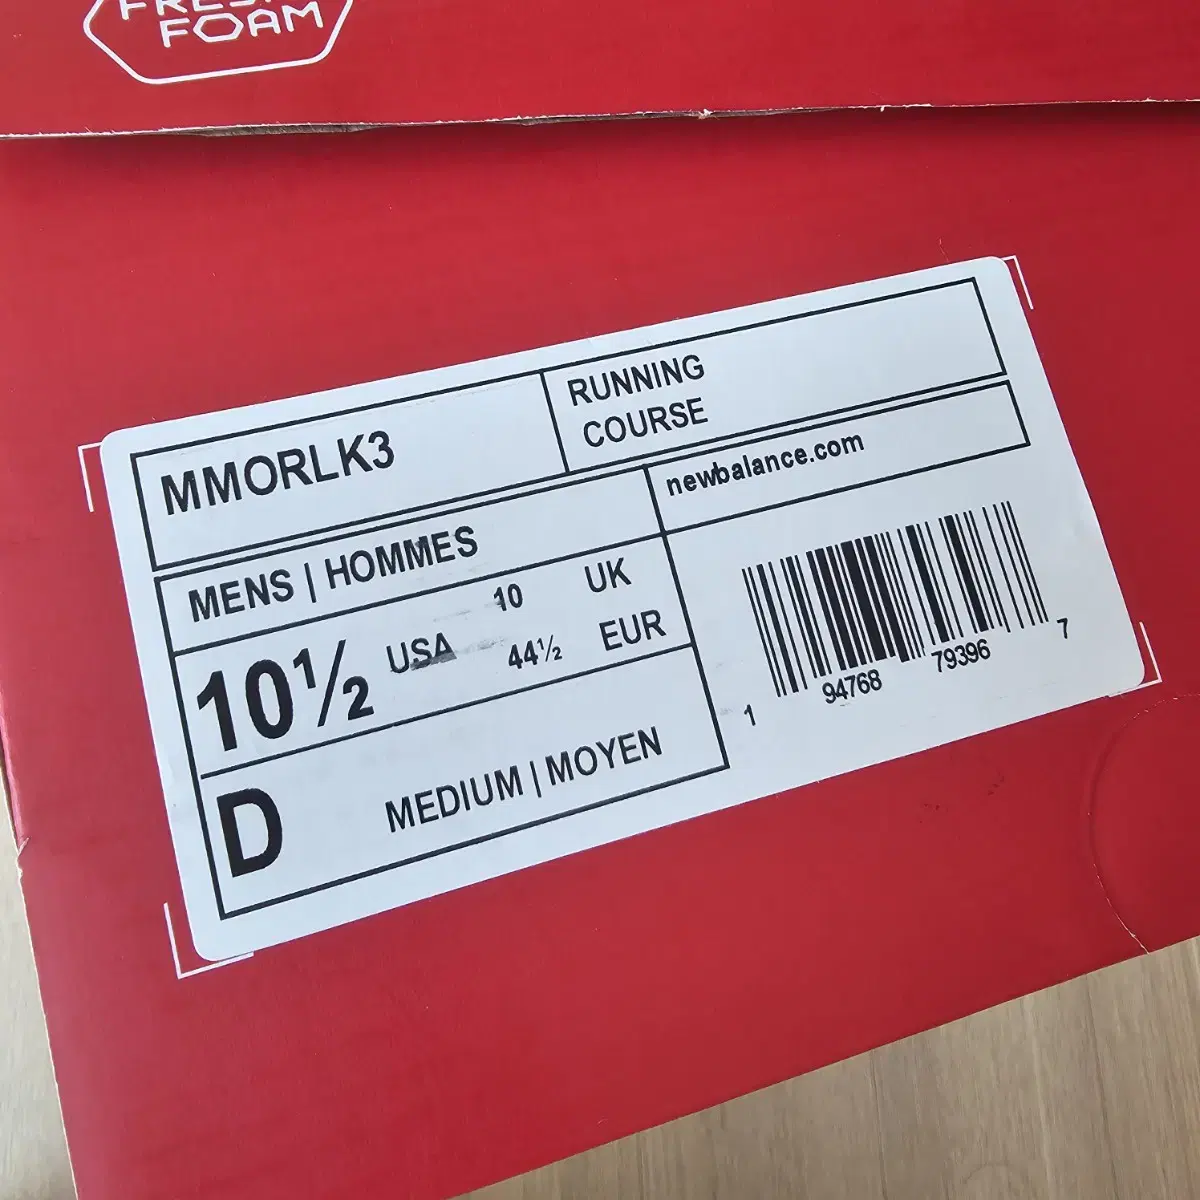 FRESH
FOAM
MMORLK3
RUNNING
COURSE
MENS | HOMMES
newbalance.com
10½ USA 10 UK
44½ EUR
D MEDIUM | MOYEN
1 94768 79396 7